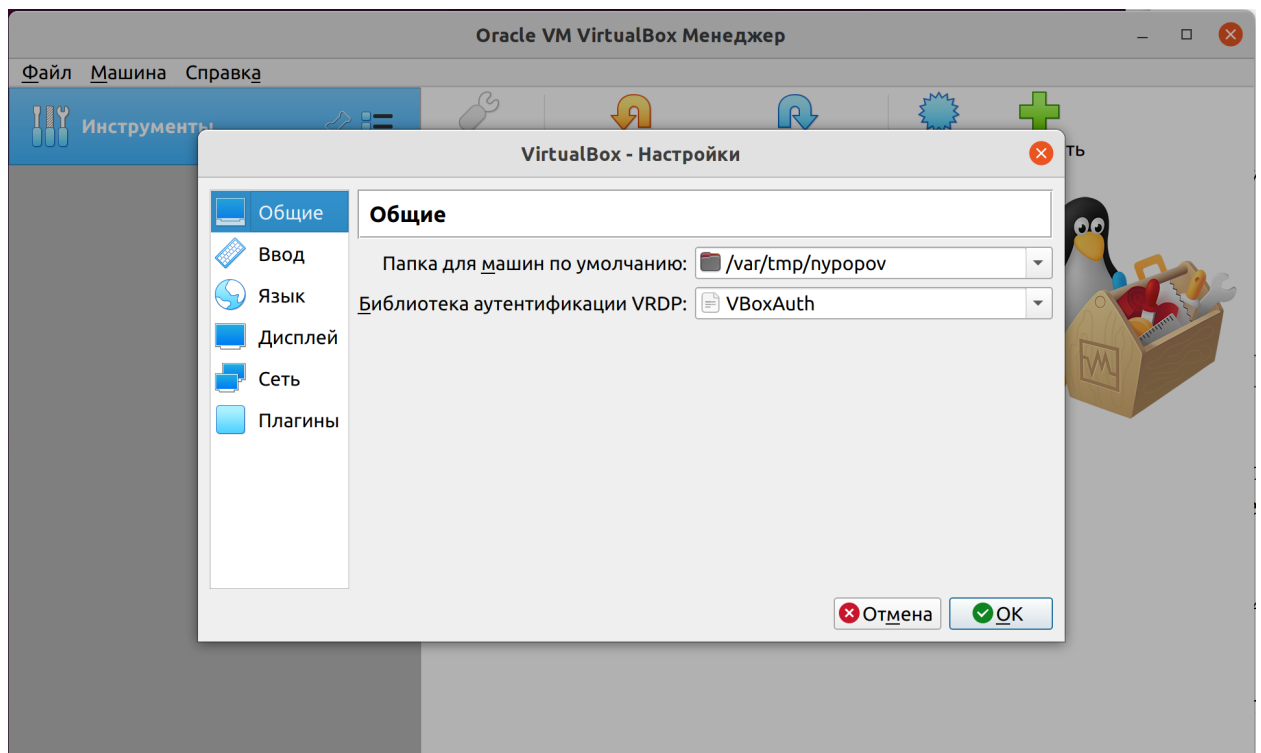 Oracle VM VirtualBox Менеджер
Файл Машина Справка
Инструменты
ть
VirtualBox - Настройки
Общие
Ввод
Язык
Дисплей
Сеть
Плагины
Общие
Папка для машин по умолчанию: /var/tmp/nypopov
Библиотека аутентификации VRDP: VBoxAuth
Отмена OK